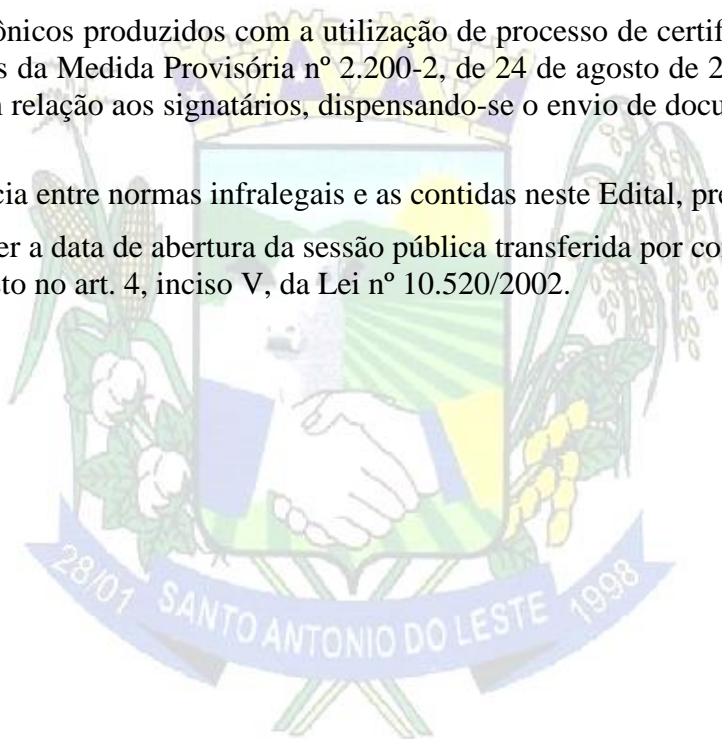 ônicos produzidos com a utilização de processo de certif
s da Medida Provisória nº 2.200-2, de 24 de agosto de 2
relação aos signatários, dispensando-se o envio de docu
cia entre normas infralegais e as contidas neste Edital, pre
er a data de abertura da sessão pública transferida por co
sto no art. 4, inciso V, da Lei nº 10.520/2002.
28/01 SANTO ANTONIO DO LESTE 1998